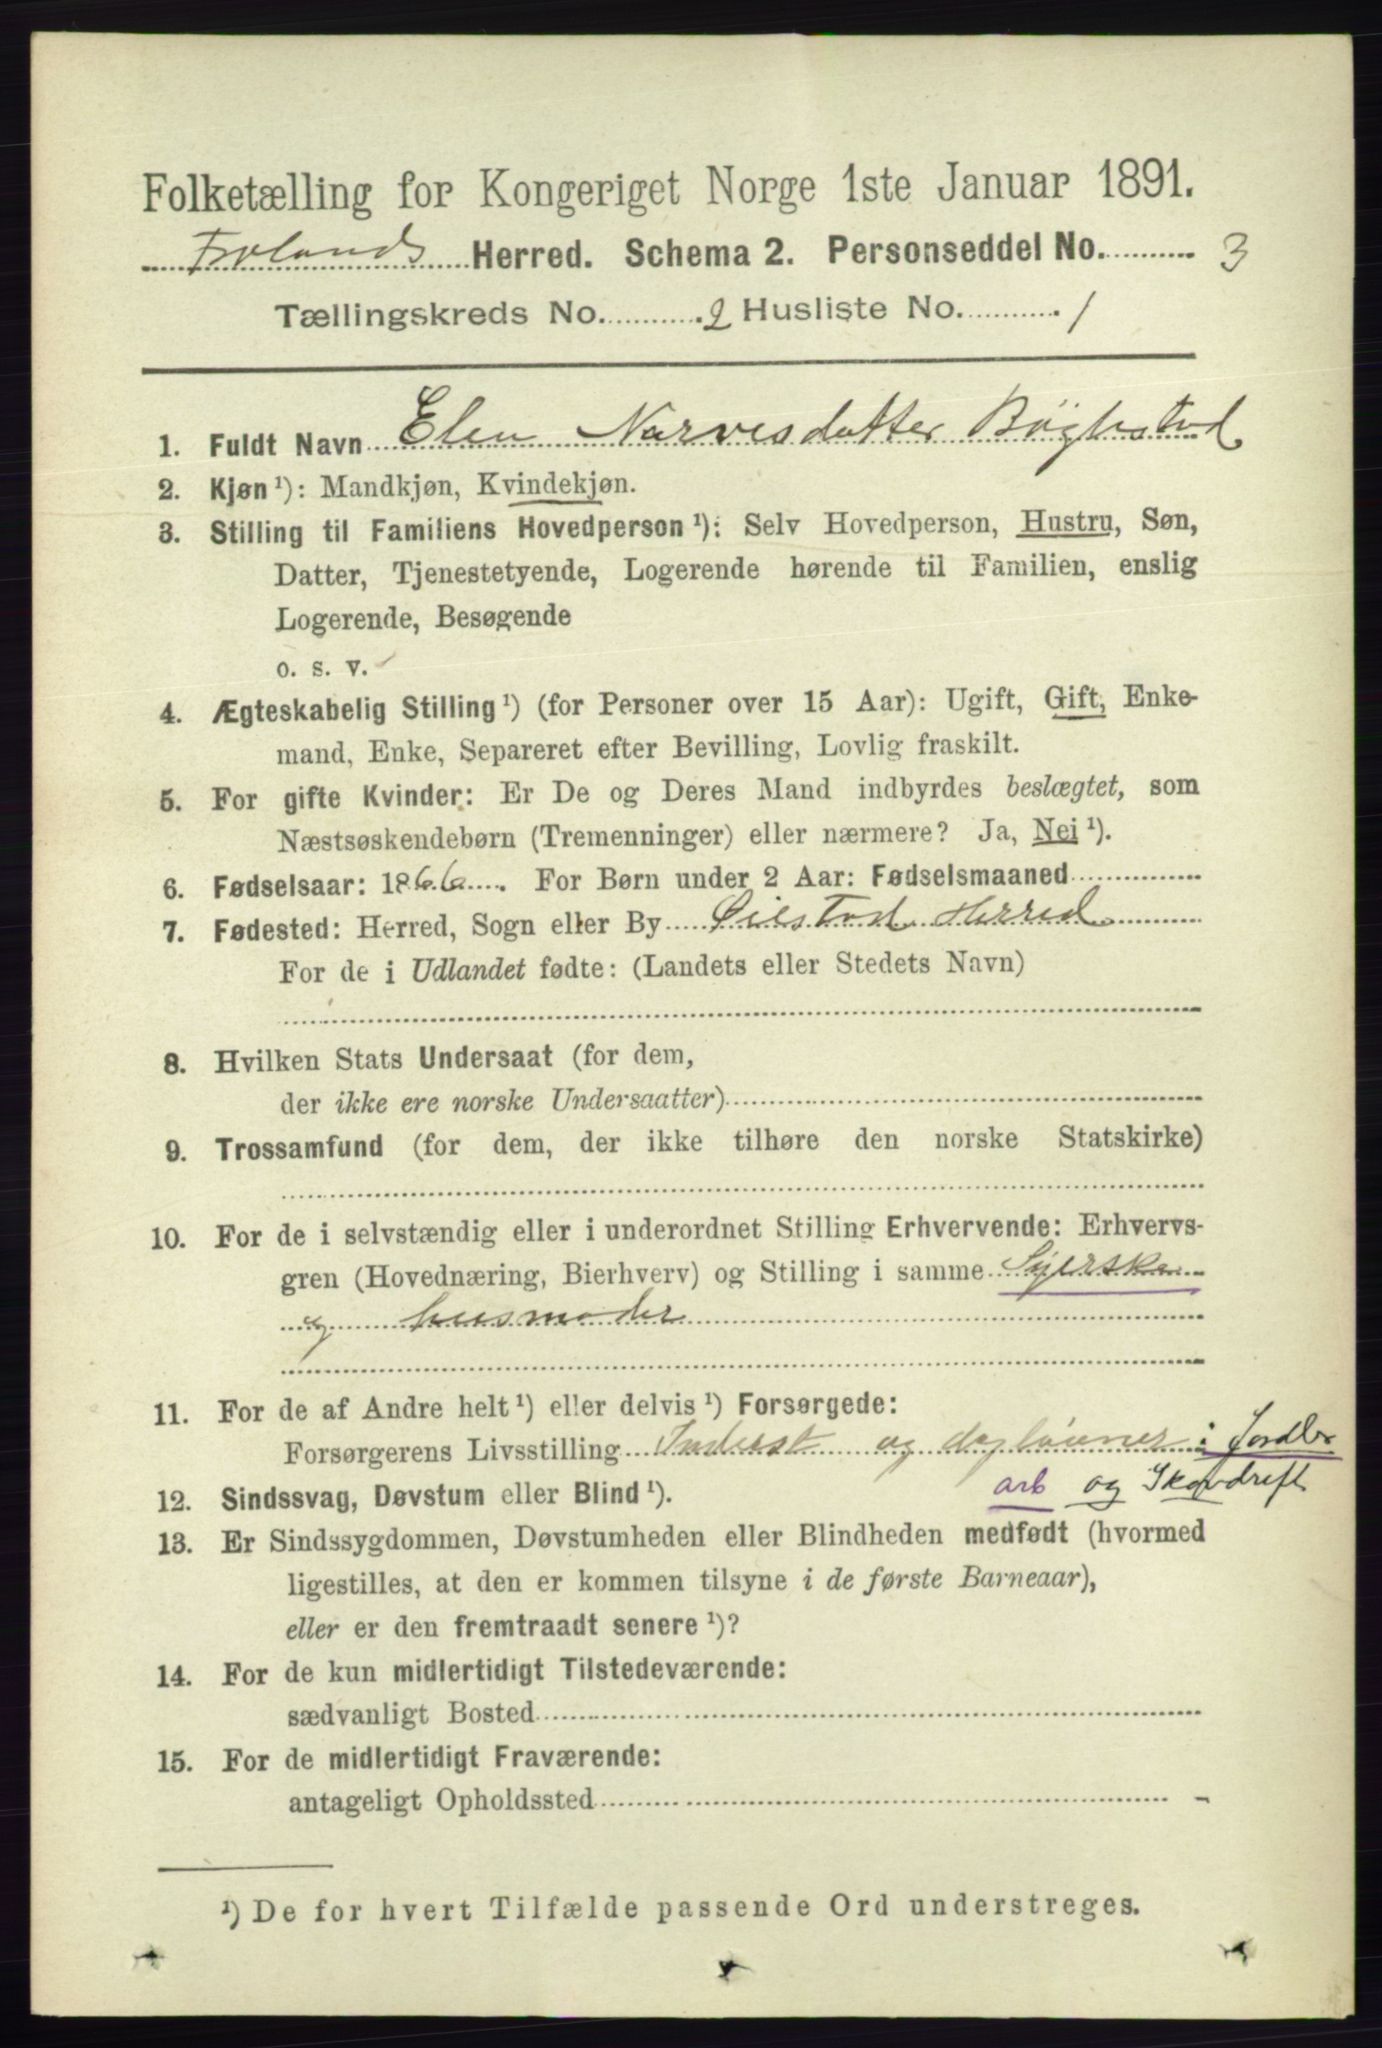 Folketælling for Kongeriget Norge 1ste Januar 1891.
Frolands Herred. Schema 2. Personseddel No. 3
Tællingskreds No. 2 Husliste No. 1
1. Fuldt Navn Elen Narvesdatter Bøylestad
2. Kjøn ¹): Mandkjøn, Kvindekjøn.
3. Stilling til Familiens Hovedperson ¹): Selv Hovedperson, Hustru, Søn,
Datter, Tjenestetyende, Logerende hørende til Familien, enslig
Logerende, Besøgende
o. s. v.
4. Ægteskabelig Stilling ¹) (for Personer over 15 Aar): Ugift, Gift, Enke-
mand, Enke, Separeret efter Bevilling, Lovlig fraskilt.
5. For gifte Kvinder: Er De og Deres Mand indbyrdes beslægtet, som
Næstsøskendebørn (Tremenninger) eller nærmere? Ja, Nei ¹).
6. Fødselsaar: 1866. For Børn under 2 Aar: Fødselsmaaned
7. Fødested: Herred, Sogn eller By Øiestad Herred
For de i Udlandet fødte: (Landets eller Stedets Navn)
8. Hvilken Stats Undersaat (for dem,
der ikke ere norske Undersaatter)
9. Trossamfund (for dem, der ikke tilhøre den norske Statskirke)
10. For de i selvstændig eller i underordnet Stilling Erhvervende: Erhvervs-
gren (Hovednæring, Bierhverv) og Stilling i samme Syerske
og husmoder
11. For de af Andre helt ¹) eller delvis ¹) Forsørgede:
Forsørgerens Livsstilling Inderst og dagløner i Jordbr
arb og Skovdrift
12. Sindssvag, Døvstum eller Blind ¹).
13. Er Sindssygdommen, Døvstumheden eller Blindheden medfødt (hvormed
ligestilles, at den er kommen tilsyne i de første Barneaar),
eller er den fremtraadt senere ¹)?
14. For de kun midlertidigt Tilstedeværende:
sædvanligt Bosted
15. For de midlertidigt Fraværende:
antageligt Opholdssted
¹) De for hvert Tilfælde passende Ord understreges.